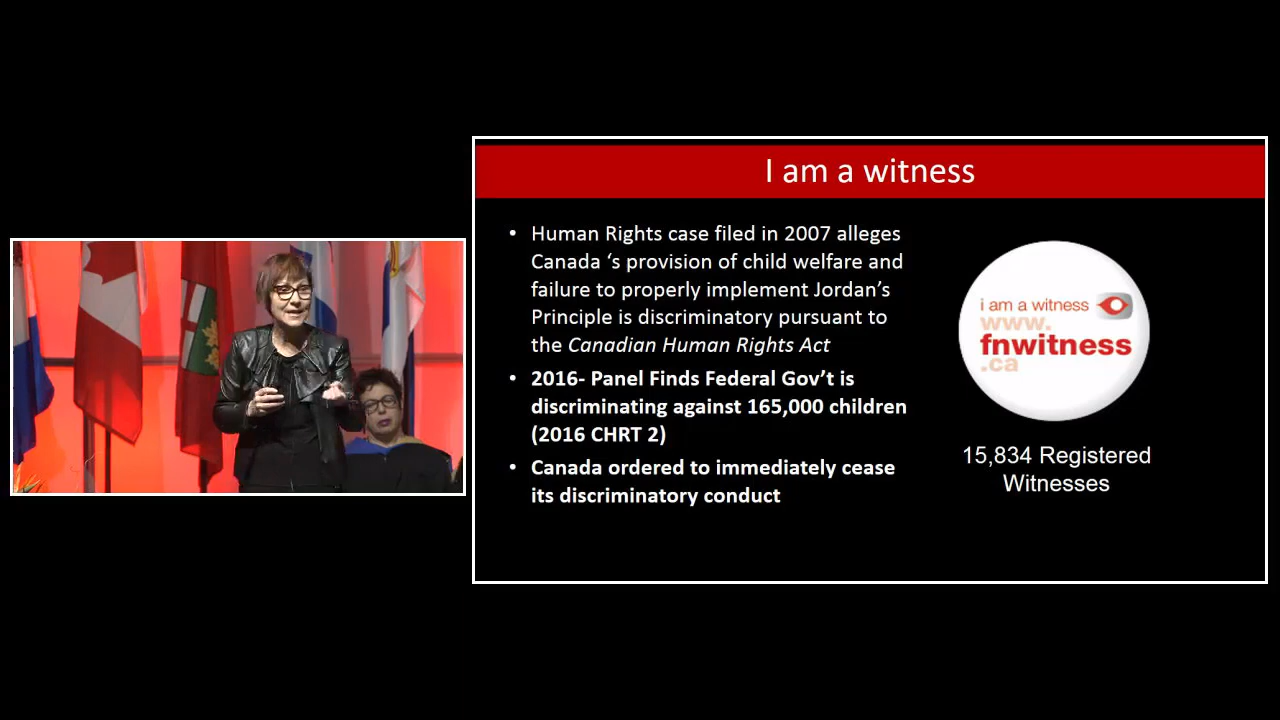 I am a witness
• Human Rights case filed in 2007 alleges
Canada ‘s provision of child welfare and
failure to properly implement Jordan’s
Principle is discriminatory pursuant to
the Canadian Human Rights Act
• 2016- Panel Finds Federal Gov’t is
discriminating against 165,000 children
(2016 CHRT 2)
• Canada ordered to immediately cease
its discriminatory conduct
i am a witness
www.
fnwitness
.ca
15,834 Registered
Witnesses